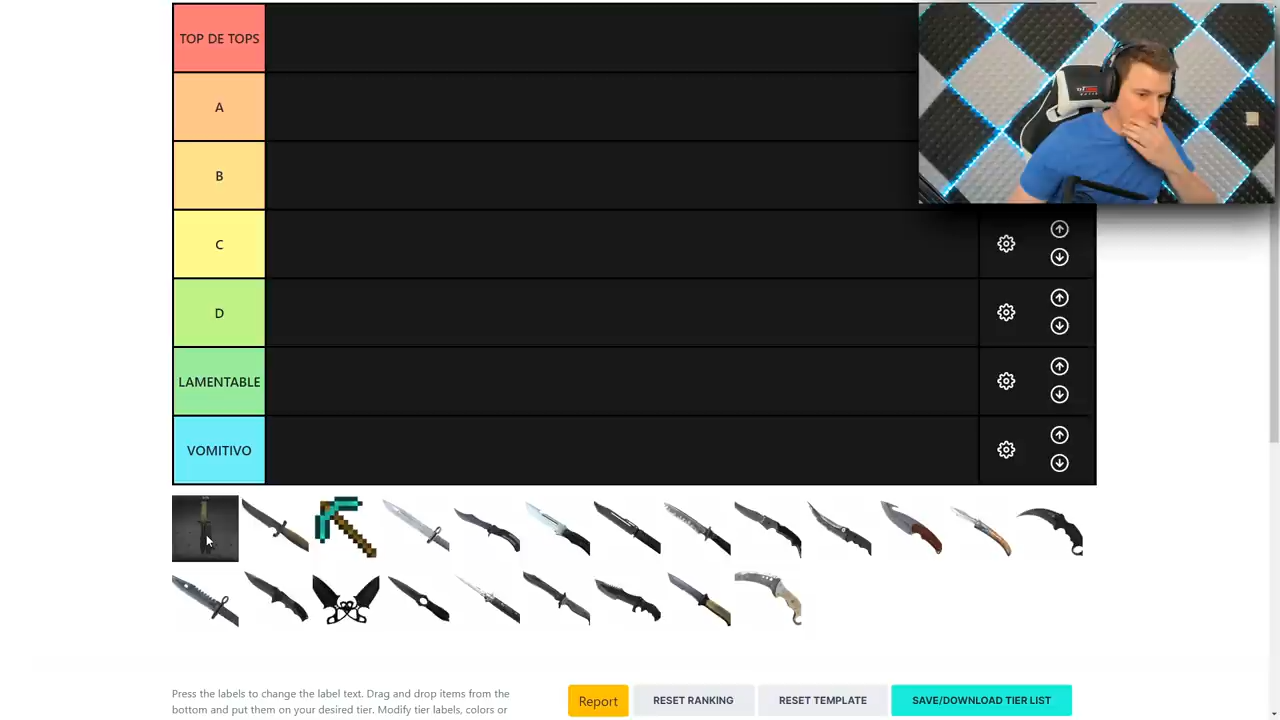 TOP DE TOPS
A
B
C
D
LAMENTABLE
VOMITIVO
Press the labels to change the label text. Drag and drop items from the
bottom and put them on your desired tier. Modify tier labels, colors or
Report
RESET RANKING
RESET TEMPLATE
SAVE/DOWNLOAD TIER LIST